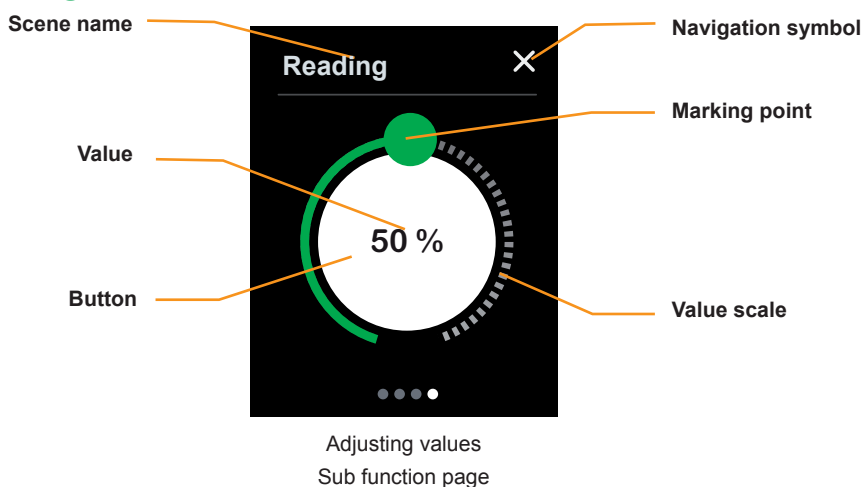 Scene name
Navigation symbol
Reading
Marking point
Value
50 %
Button
Value scale
Adjusting values
Sub function page